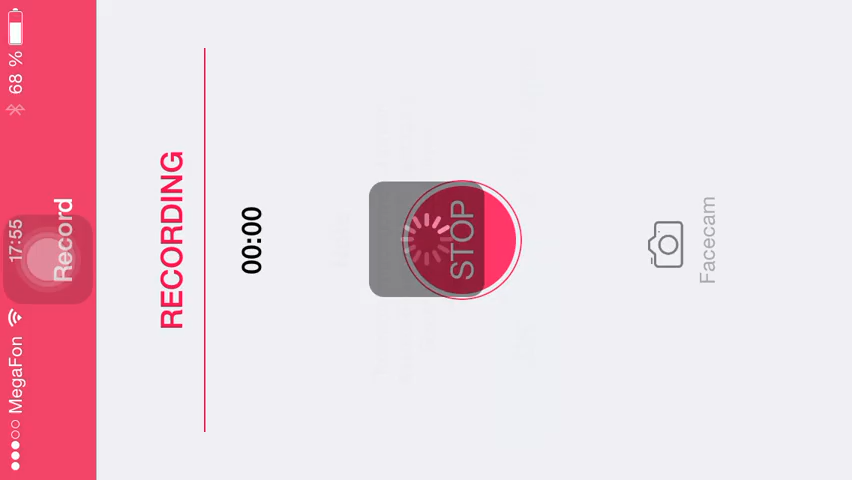 MegaFon 17:55 68 %
Record
RECORDING
00:00
STOP
Facecam